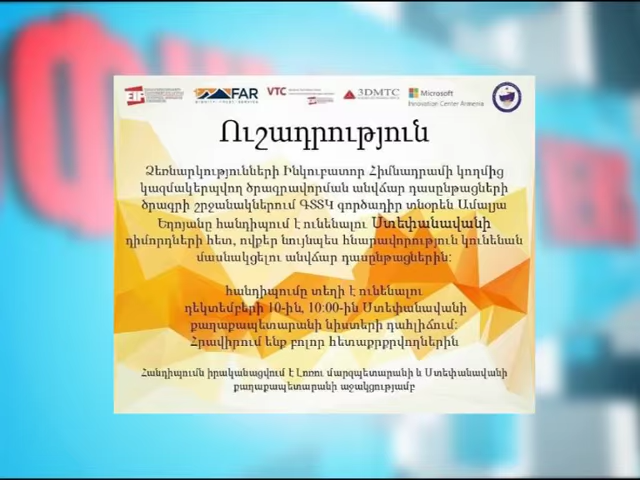 EIF
FAR
VTC
3DMTC
Microsoft
Innovation Center Armenia
Ուշադրություն
Ձեռնարկությունների Ինկուբատոր Հիմնադրամի կողմից
կազմակերպվող ծրագրավորման անվճար դասընթացների
ծրագրի շրջանակներում ԳՏՏԿ գործադիր տնօրեն Ամալյա
Եղոյանը հանդիպում է ունենալու Ստեփանավանի
դիմորդների հետ, ովքեր նույնպես հնարավորություն կունենան
մասնակցելու անվճար դասընթացներին:
հանդիպումը տեղի է ունենալու
դեկտեմբերի 10-ին, 10:00-ին Ստեփանավանի
քաղաքապետարանի նիստերի դահլիճում:
Հրավիրում ենք բոլոր հետաքրքրվողներին
Հանդիպումն իրականացվում է Լոռու մարզպետարանի և Ստեփանավանի
քաղաքապետարանի աջակցությամբ